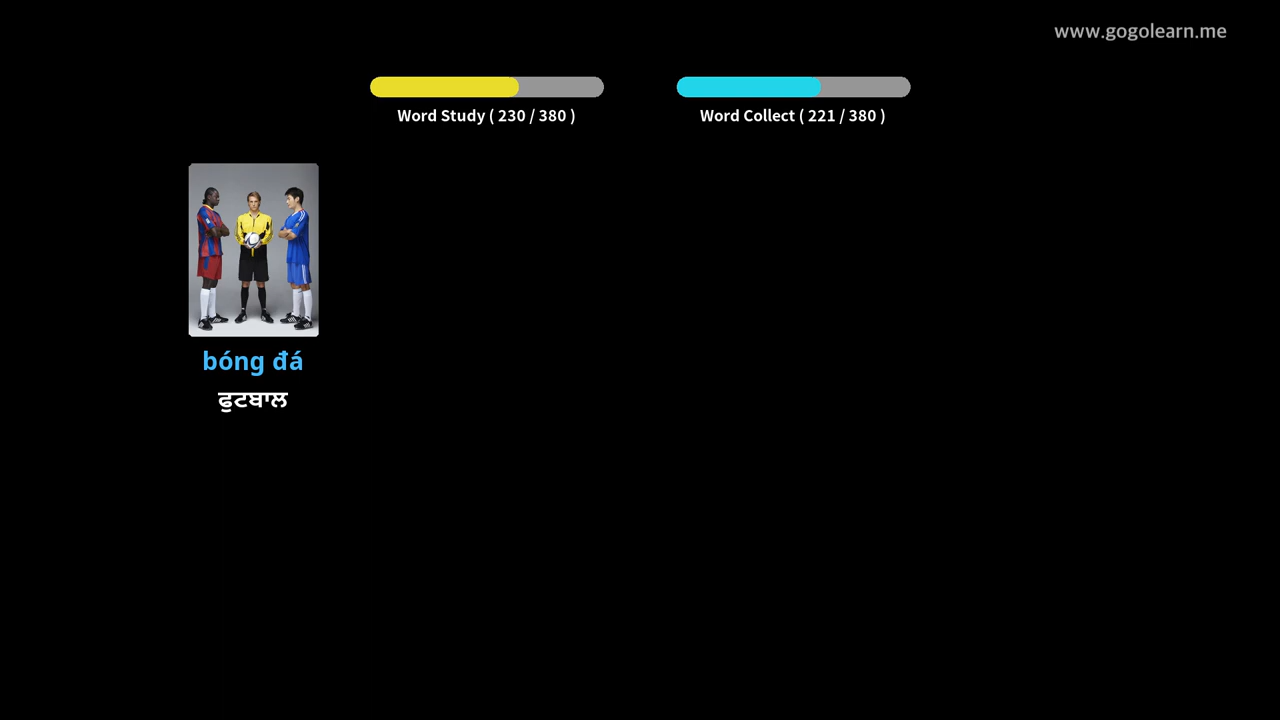 www.gogolearn.me
Word Study ( 230 / 380 )
Word Collect ( 221 / 380 )
bóng đá
ਫੁਟਬਾਲ